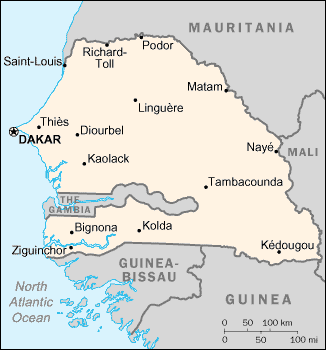 MAURITANIA
Podor
Richard-
Toll
Saint-Louis
Matam
Linguère
Thiès
DAKAR
Diourbel
Nayé
MALI
Kaolack
Tambacounda
THE
GAMBIA
Bignona
Kolda
Ziguinchor
Kédougou
GUINEA-
BISSAU
GUINEA
North
Atlantic
Ocean
0 50 100 km
0 50 100 mi